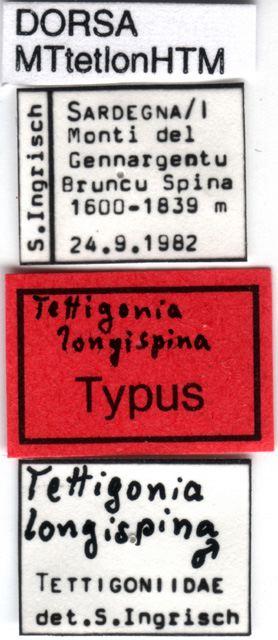 DORSA
MTtetlonHTM
S.Ingrisch
SARDEGNA/I
Monti del
Gennargentu
Bruncu Spina
1600-1839 m
24.9.1982
Tettigonia
longispina
Typus
Tettigonia
longispina
♂
TETTIGONIIDAE
det.S.Ingrisch